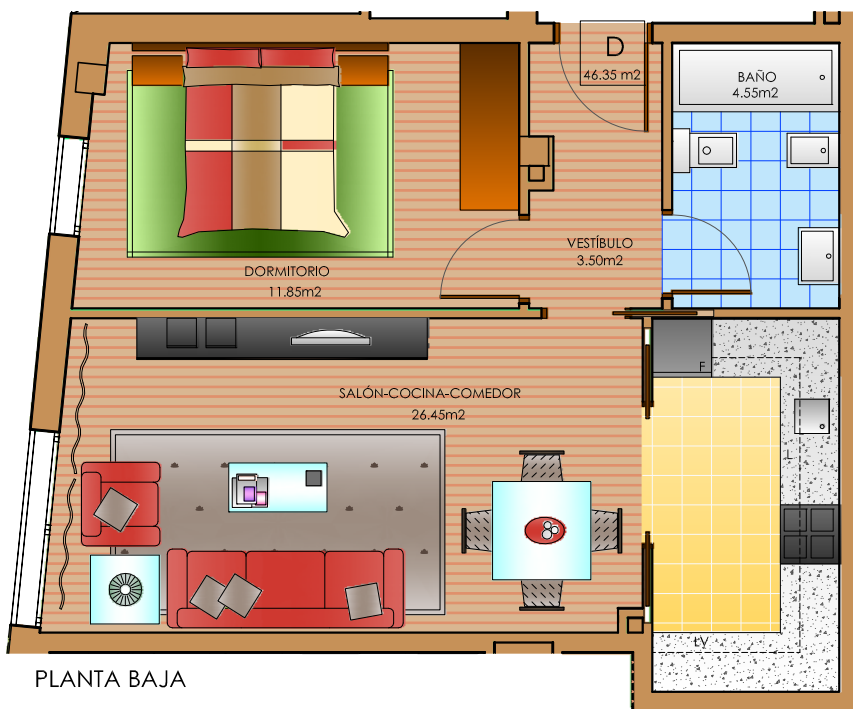 D
46.35 m2
BAÑO
4.55m2
VESTÍBULO
3.50m2
DORMITORIO
11.85m2
SALÓN-COCINA-COMEDOR
26.45m2
F
L
LV
PLANTA BAJA